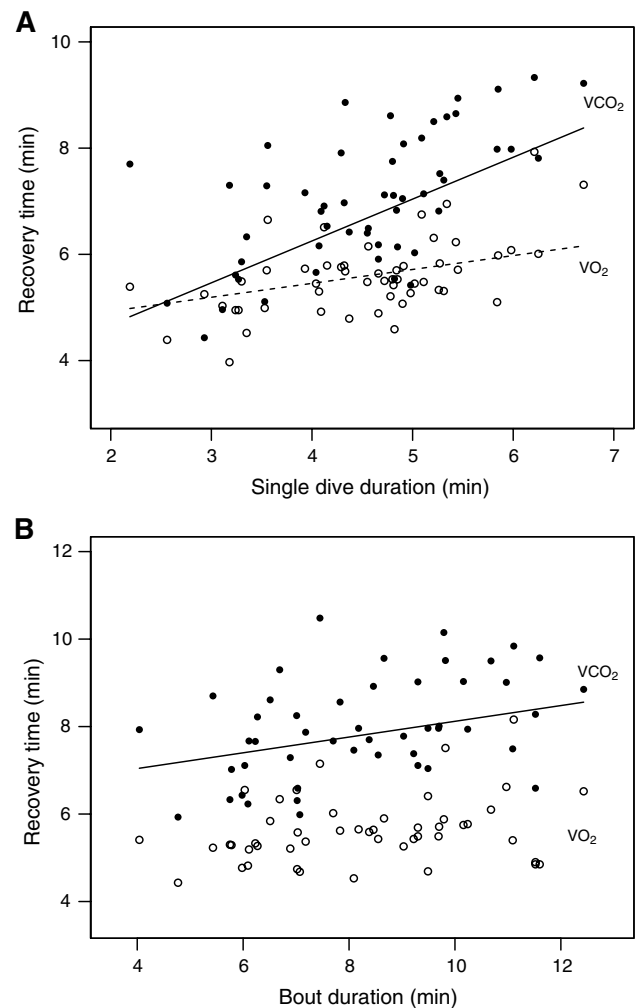 A
10
8
6
4
Recovery time (min)
VCO₂
VO₂
2 3 4 5 6 7
Single dive duration (min)
B
12
10
8
6
4
Recovery time (min)
VCO₂
VO₂
4 6 8 10 12
Bout duration (min)